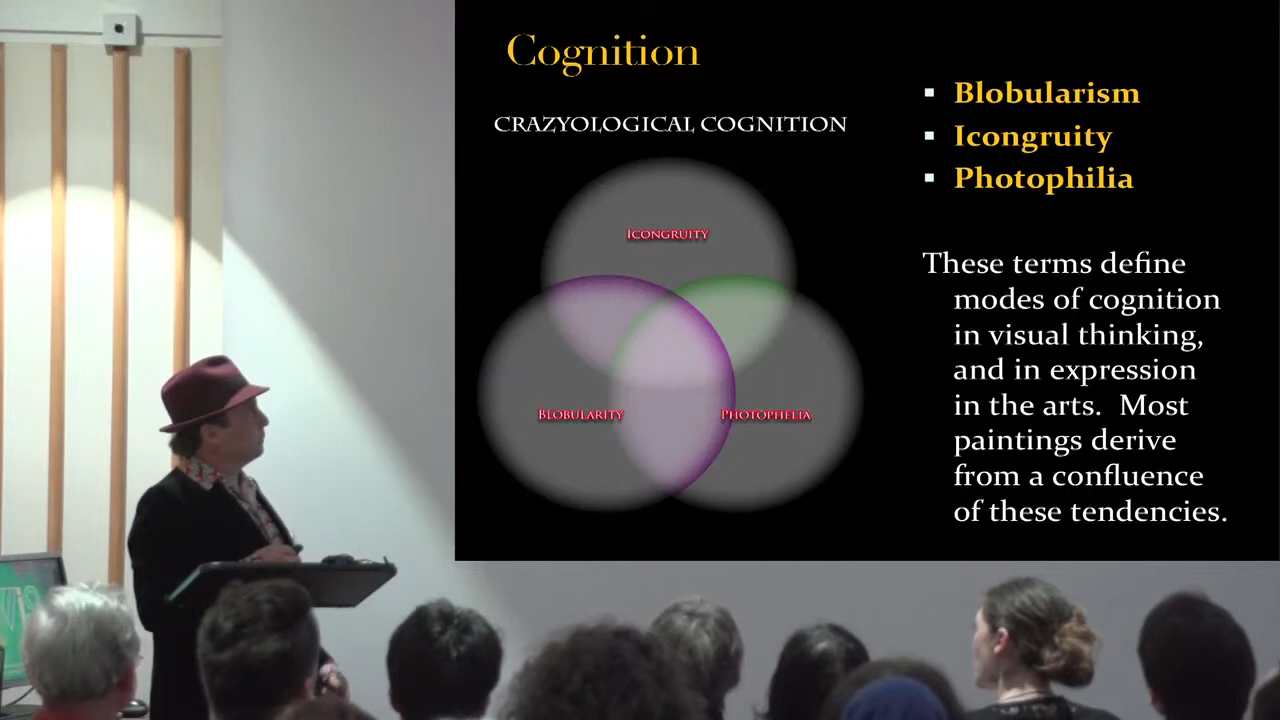 Cognition
CRAZYOLOGICAL COGNITION
ICONGRUITY
BLOBULARITY
PHOTOPHELIA
▪ Blobularism
▪ Icongruity
▪ Photophilia
These terms define
modes of cognition
in visual thinking,
and in expression
in the arts. Most
paintings derive
from a confluence
of these tendencies.